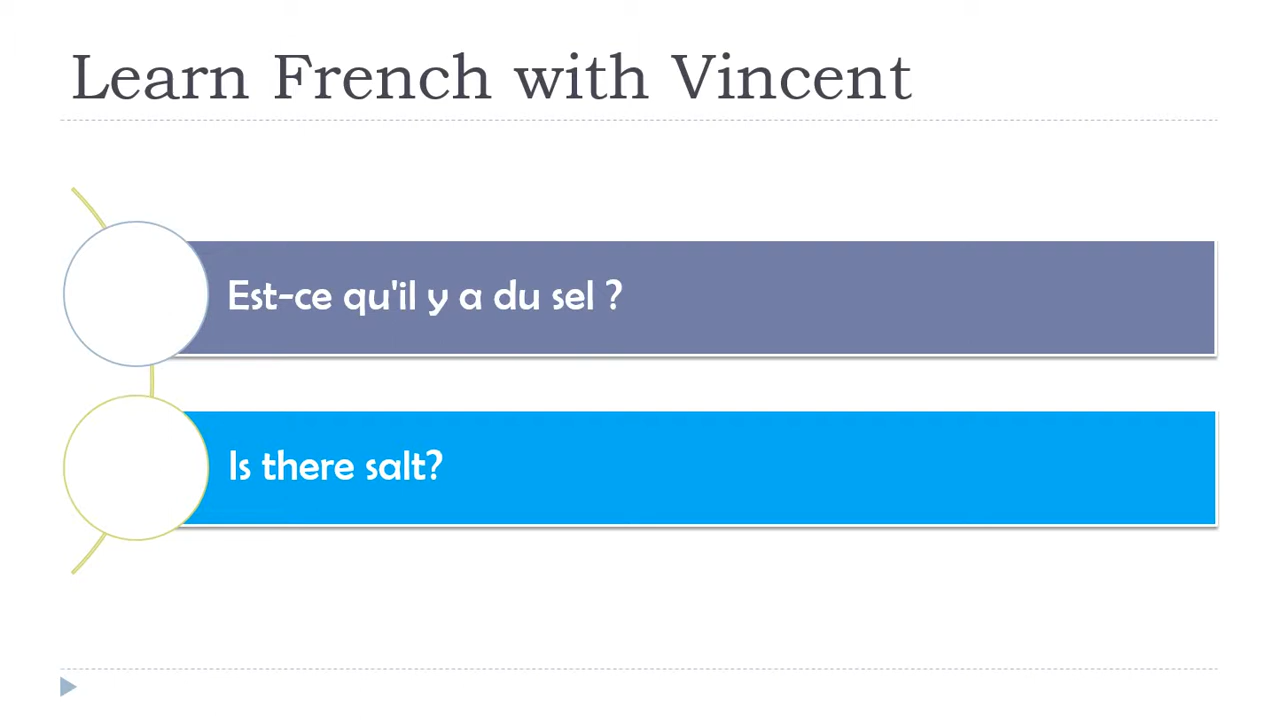 Learn French with Vincent
Est-ce qu'il y a du sel ?
Is there salt?